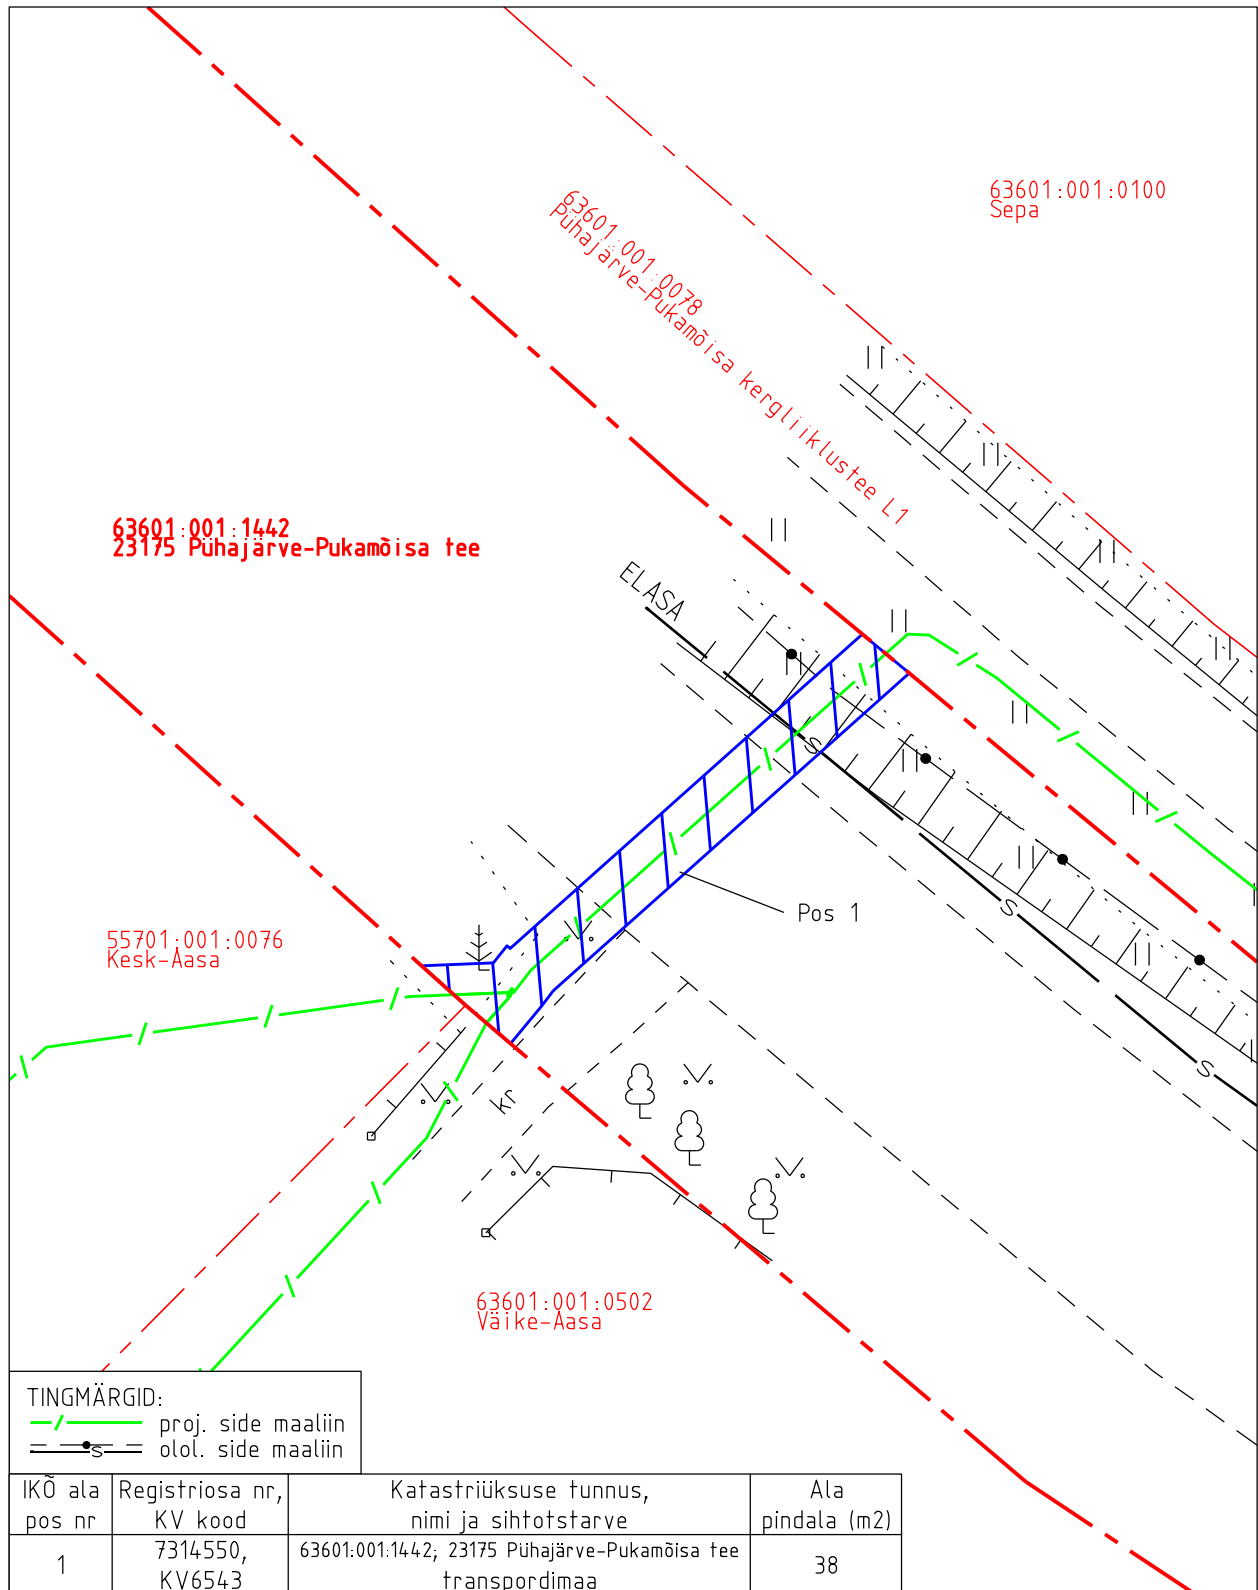 63601:001:0100
Sepa
63601:001:0078
Pühajärve-Pukamõisa kergliiklustee L1
63601:001:1442
23175 Pühajärve-Pukamõisa tee
ELASA
S
Pos 1
S
55701:001:0076
Kesk-Aasa
S
kr
63601:001:0502
Väike-Aasa
TINGMÄRGID:
proj. side maaliin
S olol. side maaliin
IKÕ ala pos nr
Registriosa nr, KV kood
Katastriüksuse tunnus, nimi ja sihtotstarve
Ala pindala (m2)
1
7314550, KV6543
63601:001:1442; 23175 Pühajärve-Pukamõisa tee transpordimaa
38